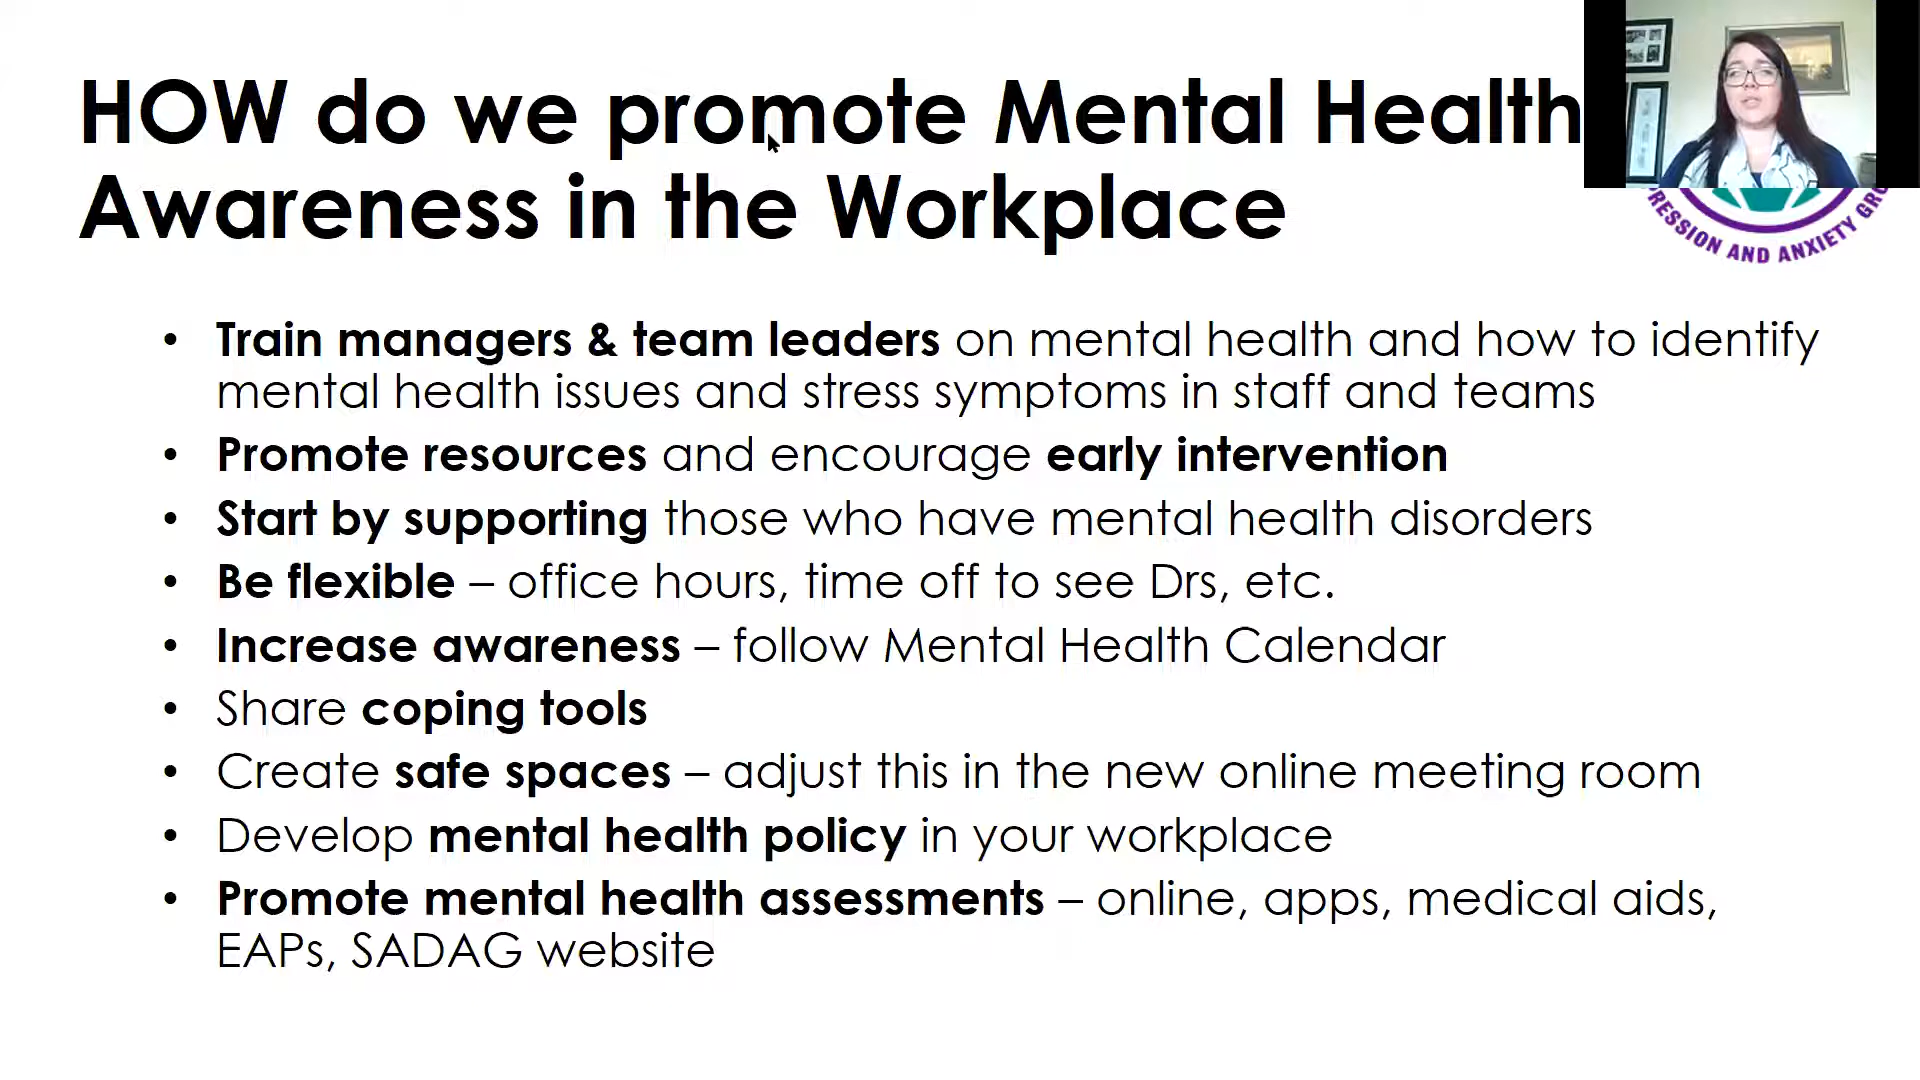 HOW do we promote Mental Health
Awareness in the Workplace
RESSION AND ANXIETY GRO
• Train managers & team leaders on mental health and how to identify
mental health issues and stress symptoms in staff and teams
• Promote resources and encourage early intervention
• Start by supporting those who have mental health disorders
• Be flexible – office hours, time off to see Drs, etc.
• Increase awareness – follow Mental Health Calendar
• Share coping tools
• Create safe spaces – adjust this in the new online meeting room
• Develop mental health policy in your workplace
• Promote mental health assessments – online, apps, medical aids,
EAPs, SADAG website